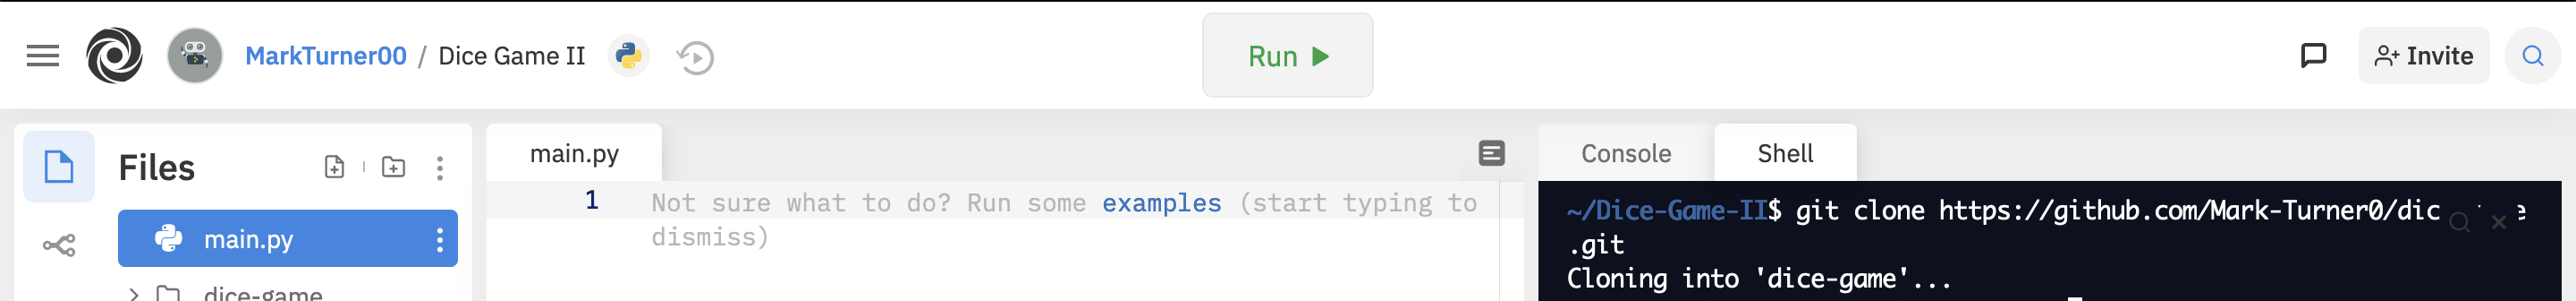 MarkTurner00 / Dice Game II
Run
Invite
Files
main.py
dice-game
main.py
1 Not sure what to do? Run some examples (start typing to
dismiss)
Console
Shell
~/Dice-Game-II$ git clone https://github.com/Mark-Turner0/dic e
.git
Cloning into 'dice-game'...